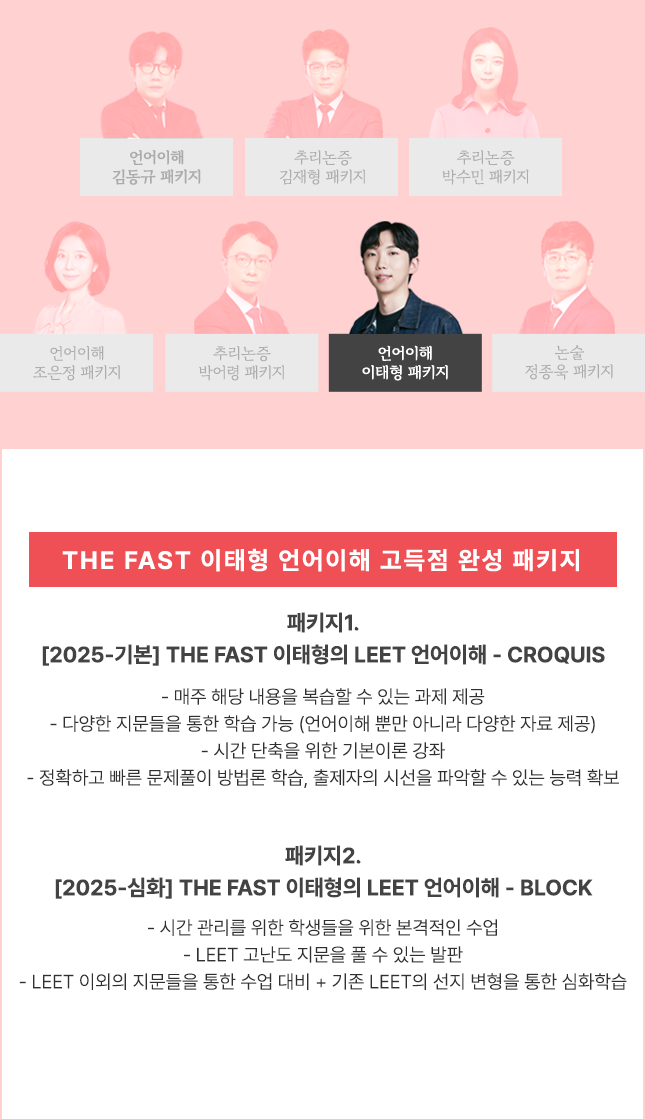 언어이해
김동규 패키지
추리논증
김재형 패키지
추리논증
박수민 패키지
언어이해
조은정 패키지
추리논증
박어령 패키지
언어이해
이태형 패키지
논술
정종욱 패키지
THE FAST 이태형 언어이해 고득점 완성 패키지
패키지1.
[2025-기본] THE FAST 이태형의 LEET 언어이해 - CROQUIS
- 매주 해당 내용을 복습할 수 있는 과제 제공
- 다양한 지문들을 통한 학습 가능 (언어이해 뿐만 아니라 다양한 자료 제공)
- 시간 단축을 위한 기본이론 강좌
- 정확하고 빠른 문제풀이 방법론 학습, 출제자의 시선을 파악할 수 있는 능력 확보
패키지2.
[2025-심화] THE FAST 이태형의 LEET 언어이해 - BLOCK
- 시간 관리를 위한 학생들을 위한 본격적인 수업
- LEET 고난도 지문을 풀 수 있는 발판
- LEET 이외의 지문들을 통한 수업 대비 + 기존 LEET의 선지 변형을 통한 심화학습